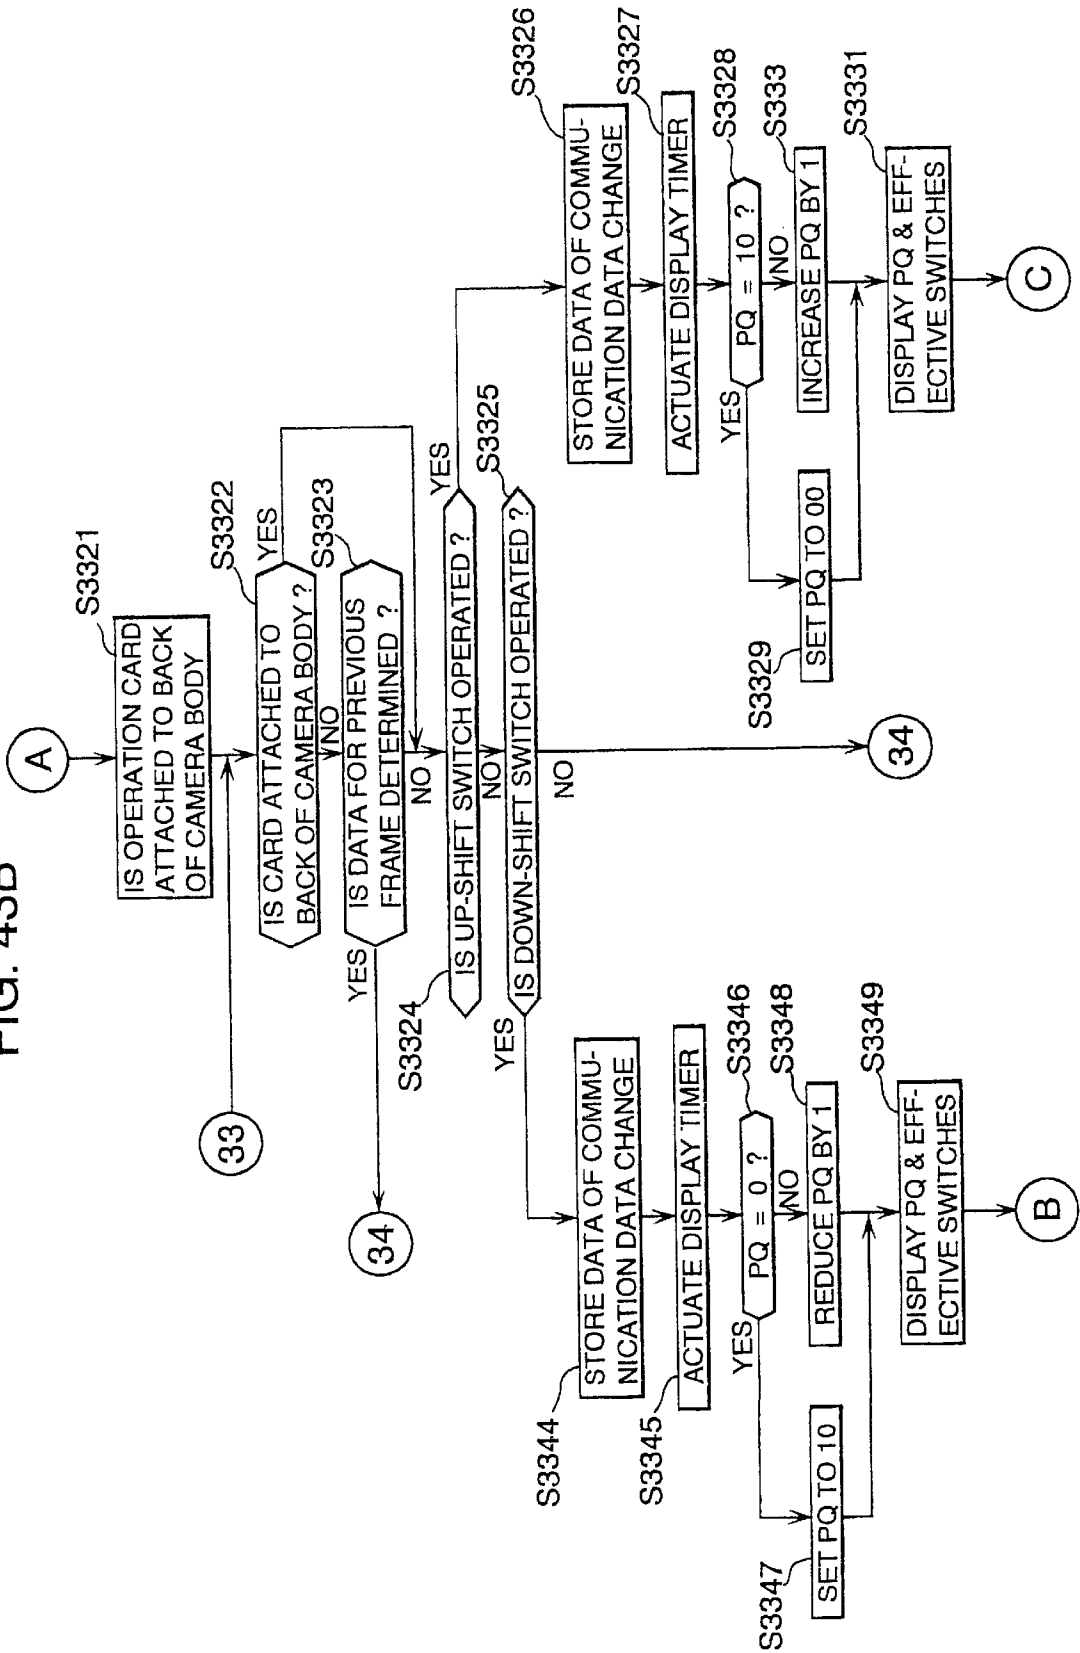 FIG. 43B
A
S3321
IS OPERATION CARD
ATTACHED TO BACK
OF CAMERA BODY
33
S3322
IS CARD ATTACHED TO
BACK OF CAMERA BODY ?
YES
NO
S3323
IS DATA FOR PREVIOUS
FRAME DETERMINED ?
YES
34
NO
S3324
IS UP-SHIFT SWITCH OPERATED ?
YES
NO
S3325
IS DOWN-SHIFT SWITCH OPERATED ?
YES
NO
34
S3326
STORE DATA OF COMMU-
NICATION DATA CHANGE
S3327
ACTUATE DISPLAY TIMER
S3328
PQ = 10 ?
YES
NO
S3329
SET PQ TO 00
S333
INCREASE PQ BY 1
S3331
DISPLAY PQ & EFF-
ECTIVE SWITCHES
C
S3344
STORE DATA OF COMMU-
NICATION DATA CHANGE
S3345
ACTUATE DISPLAY TIMER
S3346
PQ = 0 ?
YES
NO
S3347
SET PQ TO 10
S3348
REDUCE PQ BY 1
S3349
DISPLAY PQ & EFF-
ECTIVE SWITCHES
B